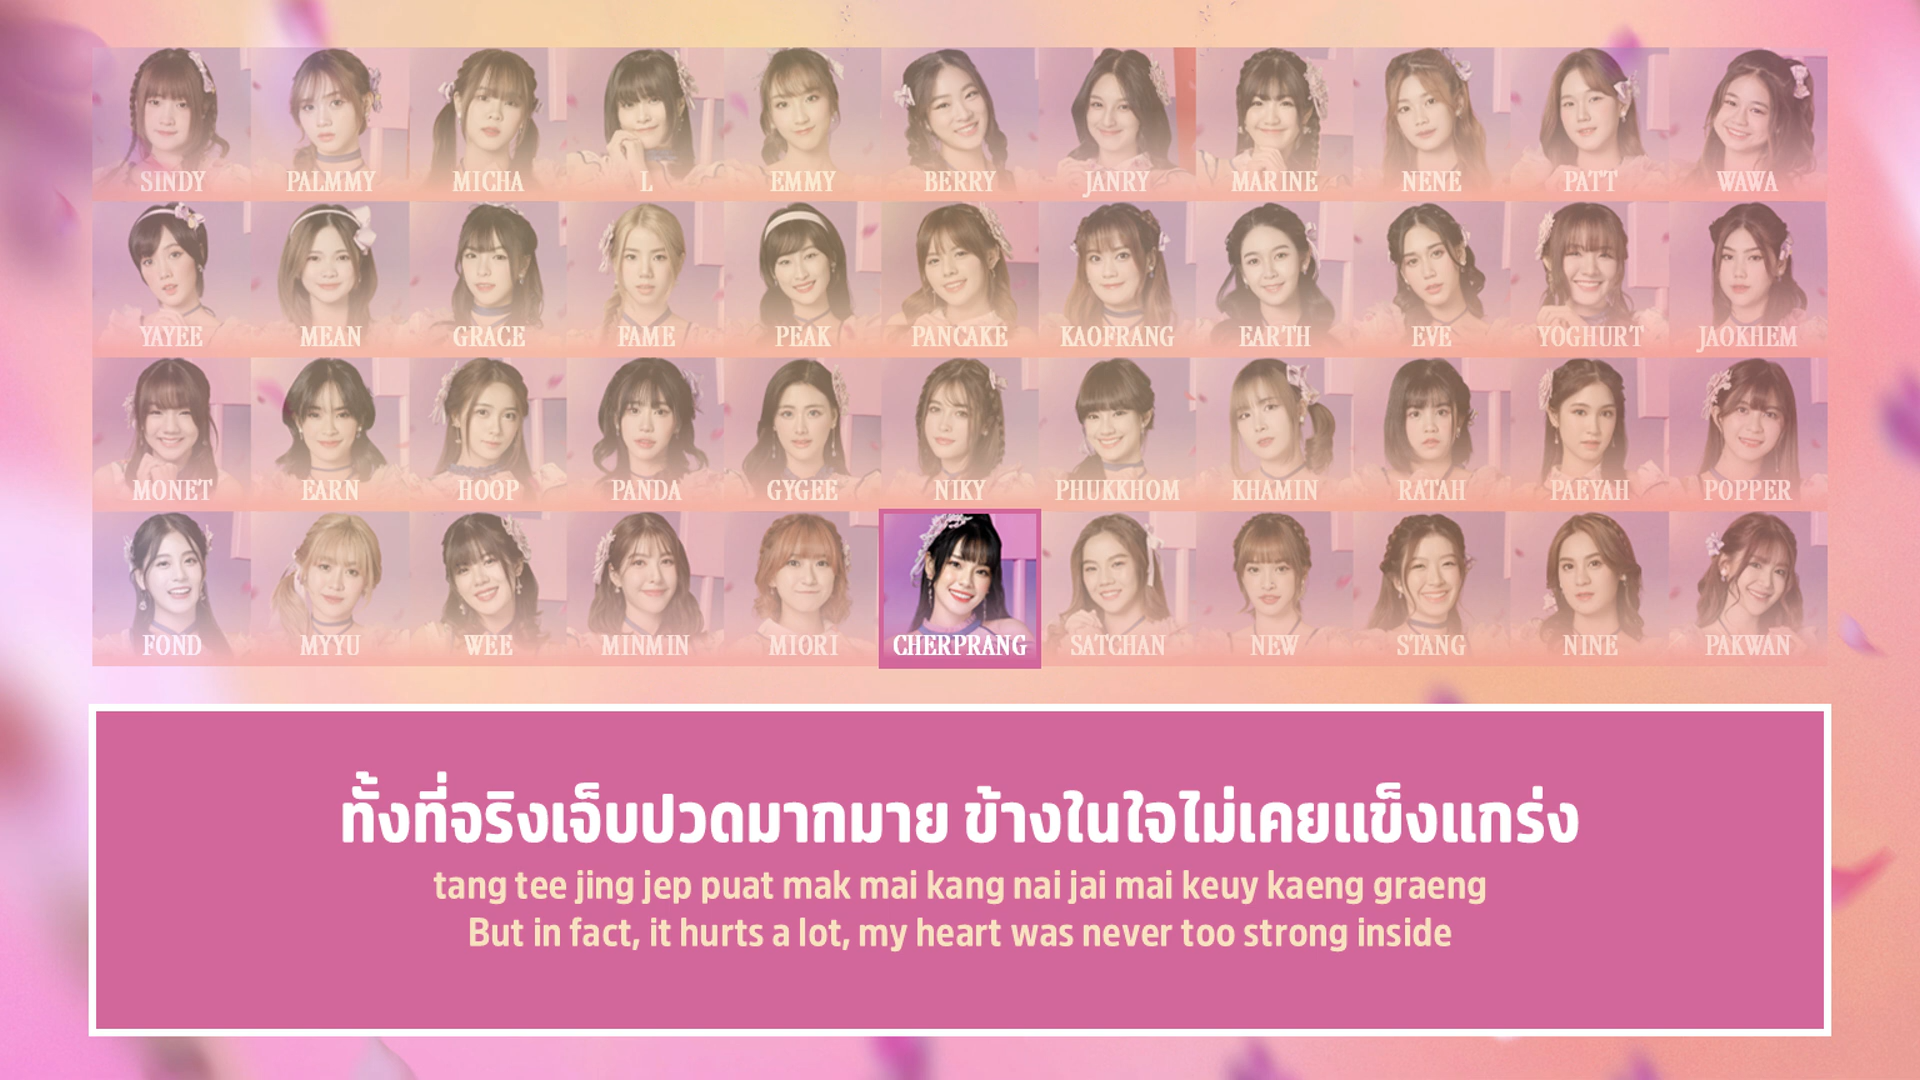 SINDY PALMMY MICHA L EMMY BERRY JANRY MARINE NENE PATT WAWA
YAYEE MEAN GRACE FAME PEAK PANCAKE KAOFRANG EARTH EVE YOGHURT JAOKHEM
MONET EARN HOOP PANDA GYGEE NIKY PHUKKHOM KHAMIN RATAH PAEYAH POPPER
FOND MYYU WEE MINMIN MIORI CHERPRANG SATCHAN NEW STANG NINE PAKWAN
ทั้งที่จริงเจ็บปวดมากมาย ข้างในใจไม่เคยแข็งแกร่ง
tang tee jing jep puat mak mai kang nai jai mai keuy kaeng graeng
But in fact, it hurts a lot, my heart was never too strong inside